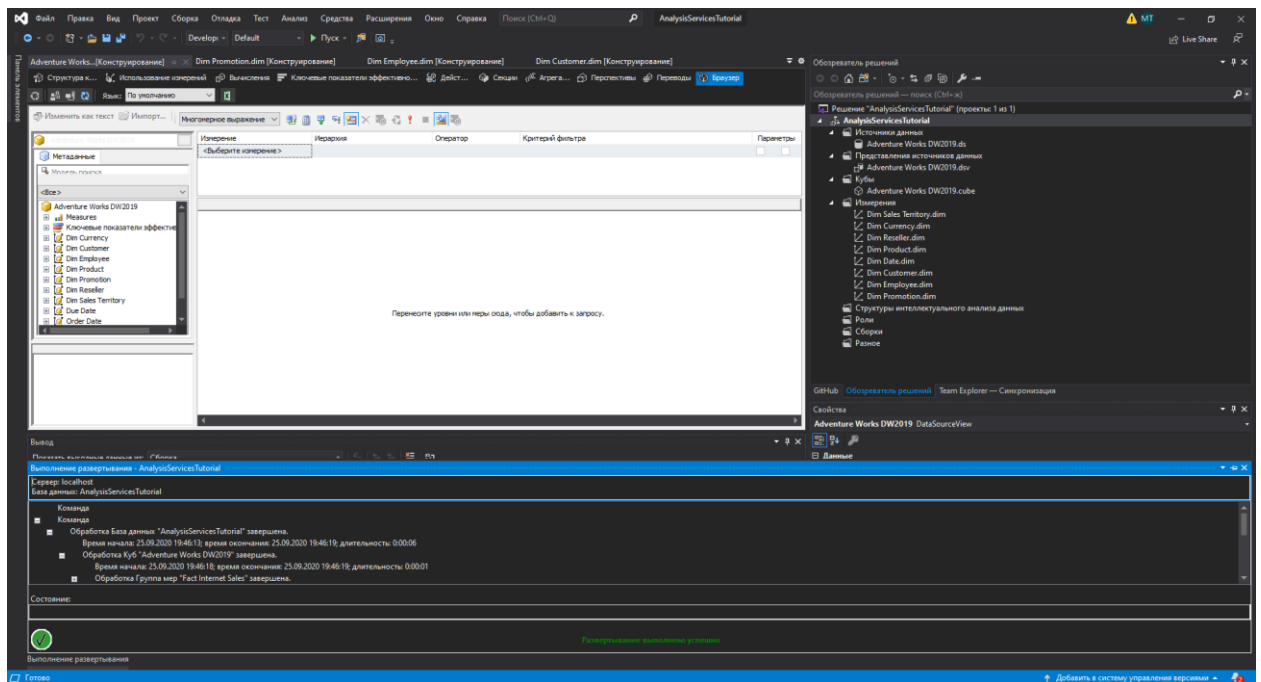 Файл Правка Вид Проект Сборка Отладка Тест Анализ Средства Расширения Окно Справка Поиск (Ctrl+Q) AnalysisServicesTutorial MT
Develop Default Пуск Live Share
Панель элементов
Adventure Works...[Конструирование] Dim Promotion.dim [Конструирование] Dim Employee.dim [Конструирование] Dim Customer.dim [Конструирование]
Структура к... Использование измерений Вычисления Ключевые показатели эффективно... Дейст... Секции Агрега... Перспективы Переводы Браузер
Язык: По умолчанию
Изменить как текст Импорт... Многомерное выражение
Измерение Иерархия Оператор Критерий фильтра Параметры
<Выберите измерение>
Метаданные
Модель поиска
<Все>
Adventure Works DW2019
Measures
Ключевые показатели эффектив
Dim Currency
Dim Customer
Dim Employee
Dim Product
Dim Promotion
Dim Reseller
Dim Sales Territory
Due Date
Order Date
Перенесите уровни или меры сюда, чтобы добавить к запросу.
Обозреватель решений
Обозреватель решений — поиск (Ctrl+ж)
Решение "AnalysisServicesTutorial" (проекты: 1 из 1)
AnalysisServicesTutorial
Источники данных
Adventure Works DW2019.ds
Представления источников данных
Adventure Works DW2019.dsv
Кубы
Adventure Works DW2019.cube
Измерения
Dim Sales Territory.dim
Dim Currency.dim
Dim Reseller.dim
Dim Product.dim
Dim Date.dim
Dim Customer.dim
Dim Employee.dim
Dim Promotion.dim
Структуры интеллектуального анализа данных
Роли
Сборки
Разное
GitHub Обозреватель решений Team Explorer — Синхронизация
Свойства
Adventure Works DW2019 DataSourceView
Данные
Вывод
Показать выходные данные из: Сборка
Выполнение развертывания - AnalysisServicesTutorial
Сервер: localhost
База данных: AnalysisServicesTutorial
Команда
Команда
Обработка База данных "AnalysisServicesTutorial" завершена.
Время начала: 25.09.2020 19:46:13; время окончания: 25.09.2020 19:46:19; длительность: 0:00:06
Обработка Куб "Adventure Works DW2019" завершена.
Время начала: 25.09.2020 19:46:18; время окончания: 25.09.2020 19:46:19; длительность: 0:00:01
Обработка Группа мер "Fact Internet Sales" завершена.
Состояние:
Развертывание выполнено успешно
Выполнение развертывания
Готово Добавить в систему управления версиями 2